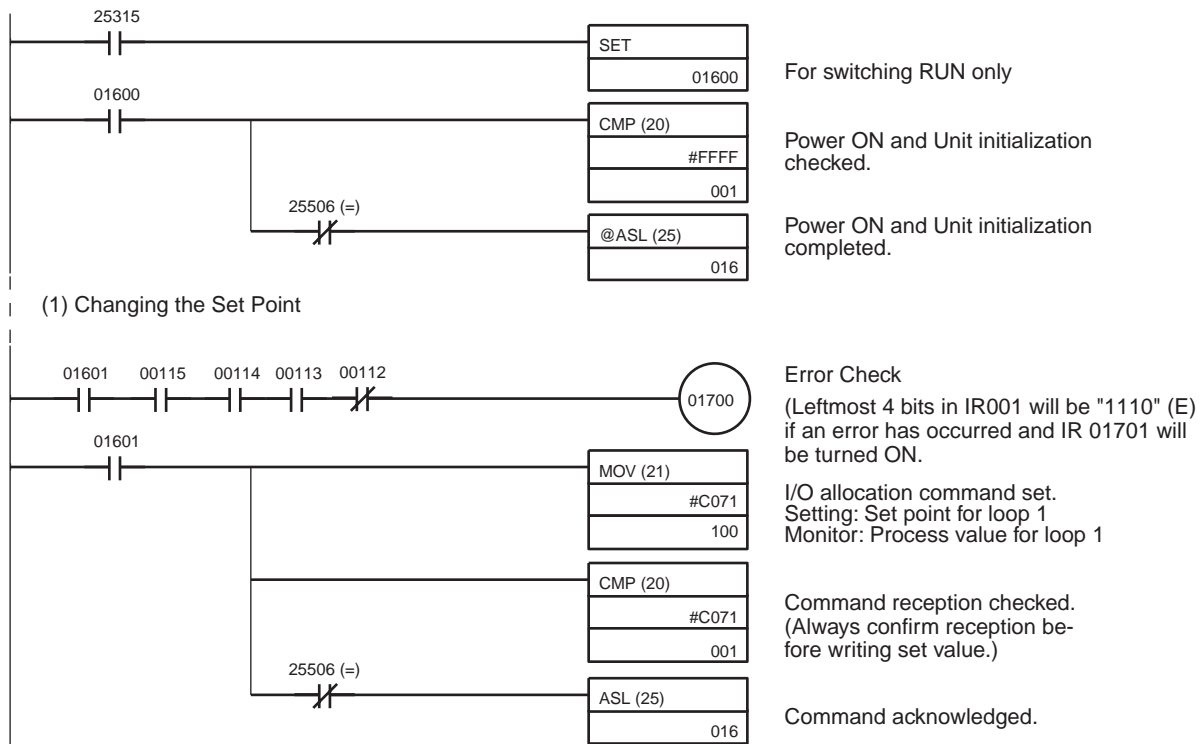 25315
SET
01600
For switching RUN only
01600
CMP (20)
#FFFF
001
Power ON and Unit initialization
checked.
25506 (=)
@ASL (25)
016
Power ON and Unit initialization
completed.
(1) Changing the Set Point
01601 00115 00114 00113 00112
01700
Error Check
(Leftmost 4 bits in IR001 will be "1110" (E)
if an error has occurred and IR 01701 will
be turned ON.
01601
MOV (21)
#C071
100
I/O allocation command set.
Setting: Set point for loop 1
Monitor: Process value for loop 1
CMP (20)
#C071
001
Command reception checked.
(Always confirm reception be-
fore writing set value.)
25506 (=)
ASL (25)
016
Command acknowledged.